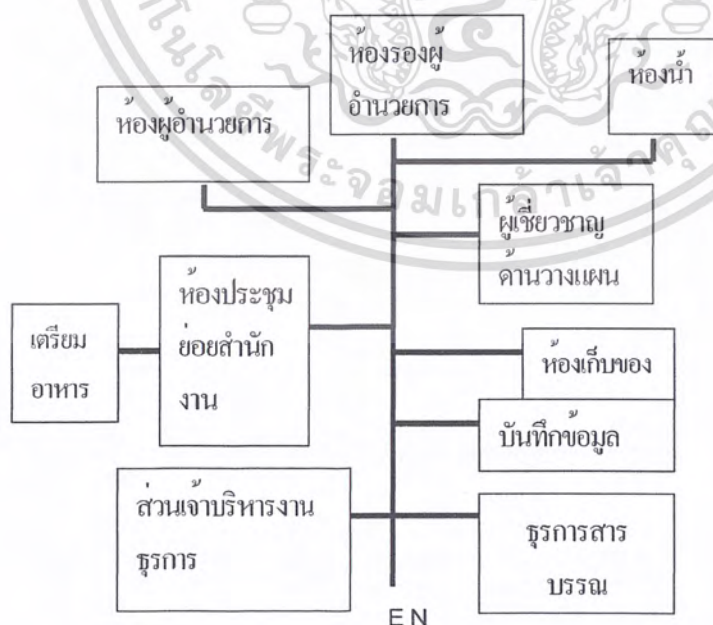 ห้องรองผู้
อำนวยการ
ห้องน้ำ
ห้องผู้อำนวยการ
ผู้เชี่ยวชาญ
ด้านวางแผน
ห้องประชุม
ย่อยสำนัก
งาน
เตรียม
อาหาร
ห้องเก็บของ
บันทึกข้อมูล
ส่วนเจ้าบริหารงาน
ธุรการ
ธุรการสาร
บรรณ
EN